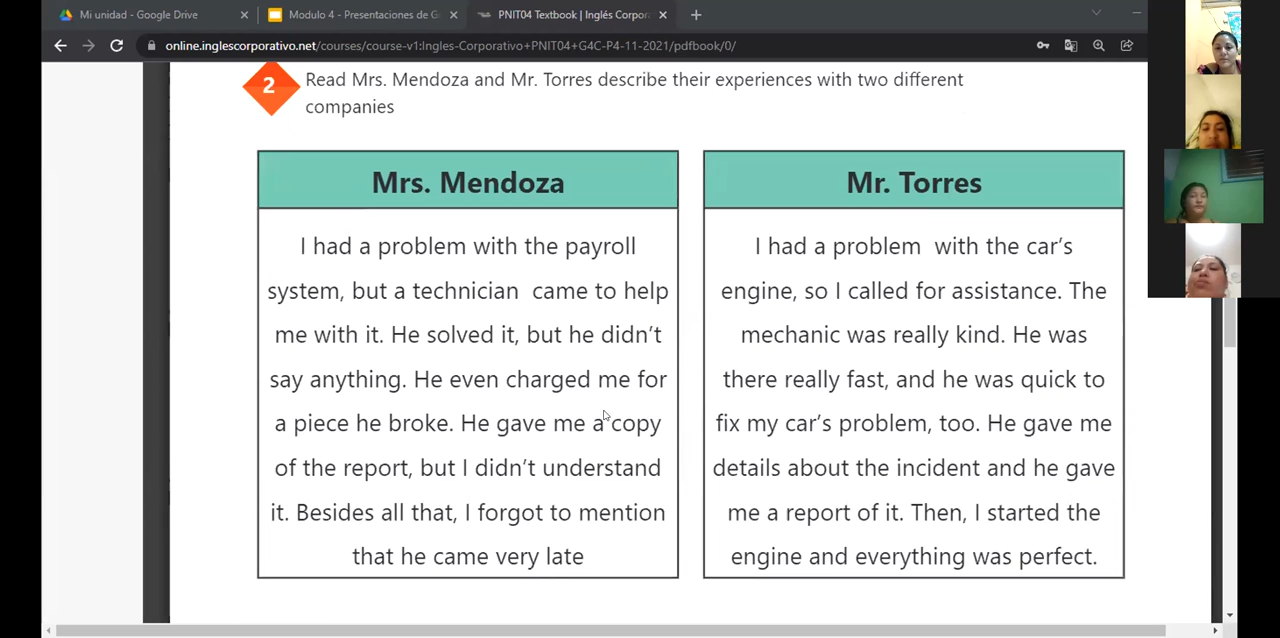 Mi unidad - Google Drive
Modulo 4 - Presentaciones de G
PNIT04 Textbook | Inglés Corpor
online.inglescorporativo.net/courses/course-v1:Ingles-Corporativo+PNIT04+G4C-P4-11-2021/pdfbook/0/
2
Read Mrs. Mendoza and Mr. Torres describe their experiences with two different
companies
Mrs. Mendoza
I had a problem with the payroll
system, but a technician came to help
me with it. He solved it, but he didn't
say anything. He even charged me for
a piece he broke. He gave me a copy
of the report, but I didn't understand
it. Besides all that, I forgot to mention
that he came very late
Mr. Torres
I had a problem with the car's
engine, so I called for assistance. The
mechanic was really kind. He was
there really fast, and he was quick to
fix my car's problem, too. He gave me
details about the incident and he gave
me a report of it. Then, I started the
engine and everything was perfect.